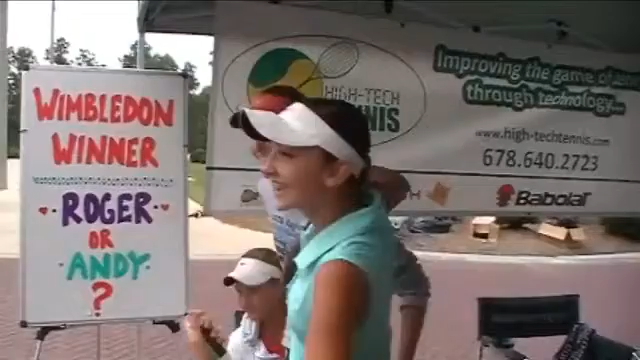 WIMBLEDON
WINNER
ROGER
OR
ANDY
?
HIGH-TECH
TENNIS
Improving the game of
through technology
www.high-techtennis.com
678.640.2723
Babolat